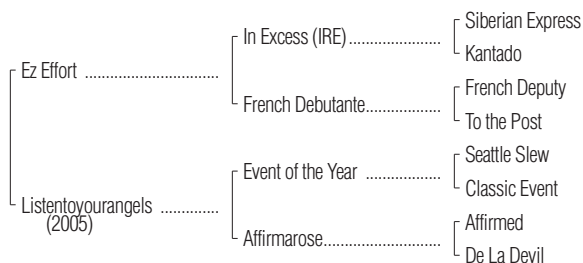 Siberian Express
In Excess (IRE)......................
Kantado
Ez Effort ................................
French Deputy
French Debutante..................
To the Post
Seattle Slew
Event of the Year ..................
Classic Event
Listentoyourangels ..............
(2005)
Affirmed
Affirmarose.........................
De La Devil